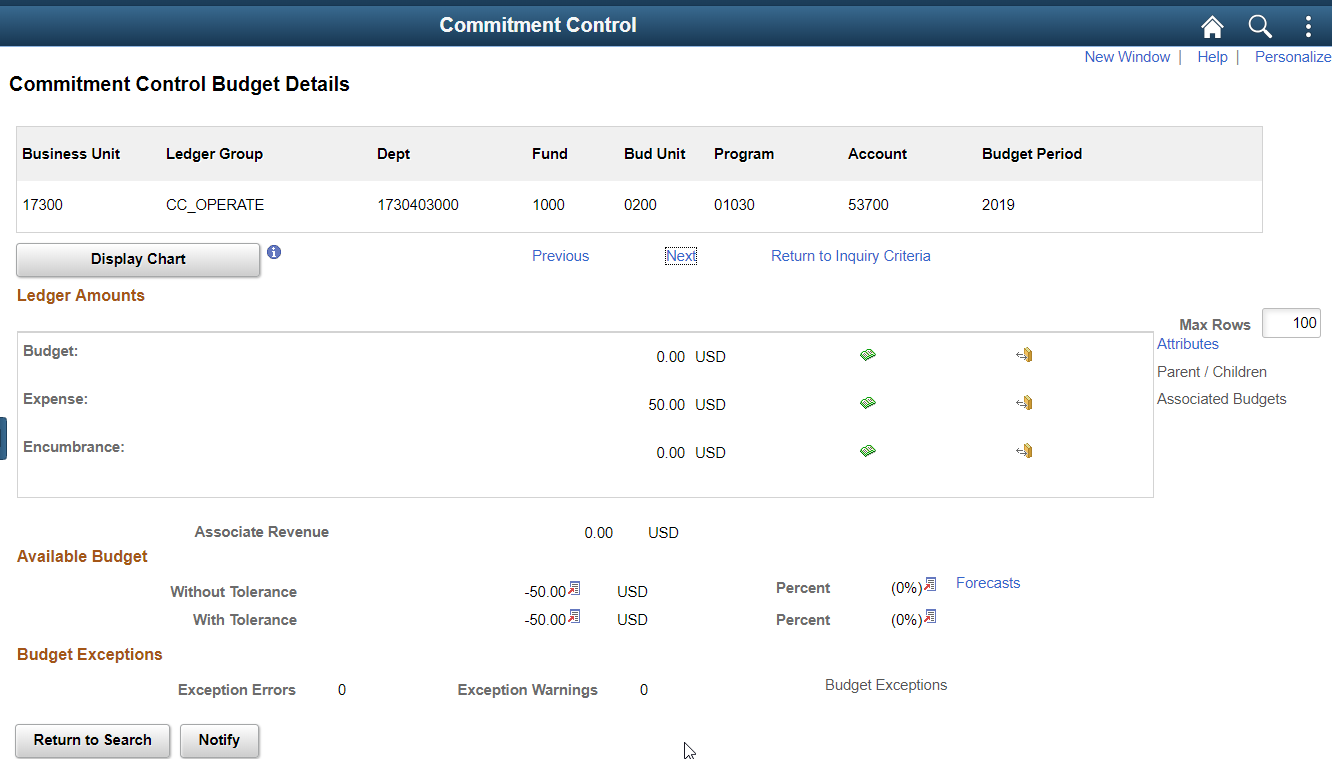 Commitment Control
New Window | Help | Personalize
Commitment Control Budget Details
Business Unit Ledger Group Dept Fund Bud Unit Program Account Budget Period
17300 CC_OPERATE 1730403000 1000 0200 01030 53700 2019
Display Chart Previous Next Return to Inquiry Criteria
Ledger Amounts
Max Rows 100
Attributes
Budget: 0.00 USD
Parent / Children
Expense: 50.00 USD
Associated Budgets
Encumbrance: 0.00 USD
Associate Revenue 0.00 USD
Available Budget
Without Tolerance -50.00 USD Percent (0%) Forecasts
With Tolerance -50.00 USD Percent (0%)
Budget Exceptions
Exception Errors 0 Exception Warnings 0 Budget Exceptions
Return to Search Notify